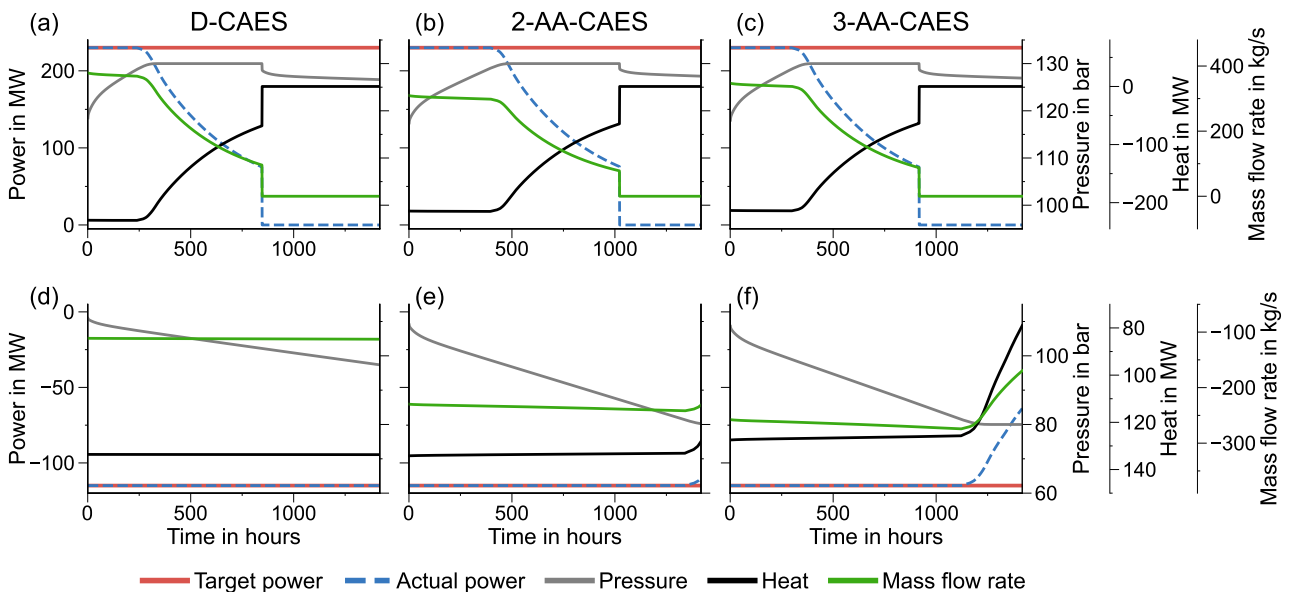 (a) D-CAES (b) 2-AA-CAES (c) 3-AA-CAES
Power in MW
200
100
0
0 500 1000
0 500 1000
0 500 1000
130
125
120
115
110
105
100
Pressure in bar
0
−100
−200
Heat in MW
400
200
0
Mass flow rate in kg/s
(d) (e) (f)
Power in MW
0
−50
−100
0 500 1000
0 500 1000
0 500 1000
Time in hours Time in hours Time in hours
100
80
60
Pressure in bar
80
100
120
140
Heat in MW
−100
−200
−300
Mass flow rate in kg/s
Target power Actual power Pressure Heat Mass flow rate